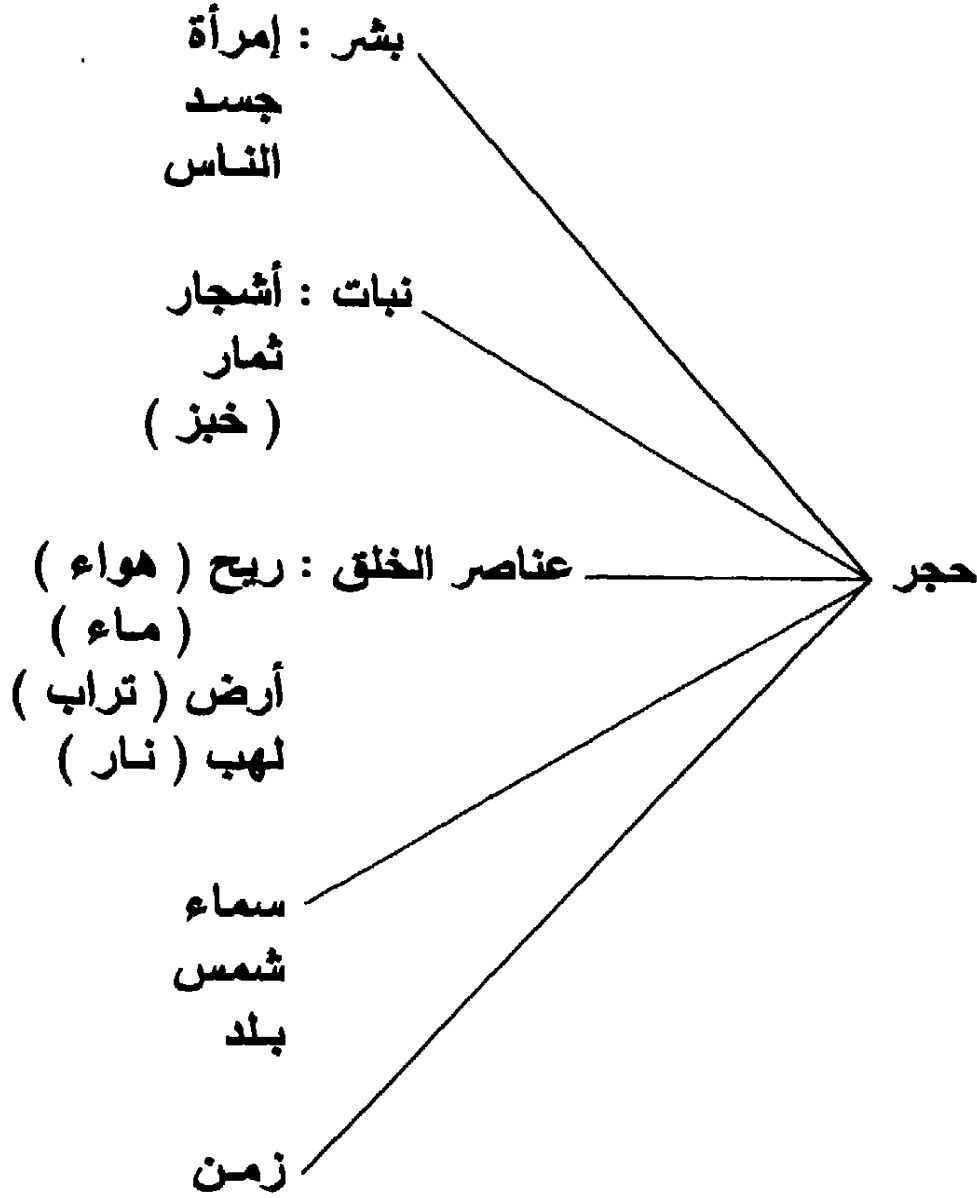 بشر : إمرأة
جسد
الناس
نبات : أشجار
ثمار
( خبز )
حجر
عناصر الخلق : ريح ( هواء )
( ماء )
أرض ( تراب )
لهب ( نار )
سماء
شمس
بلد
زمن